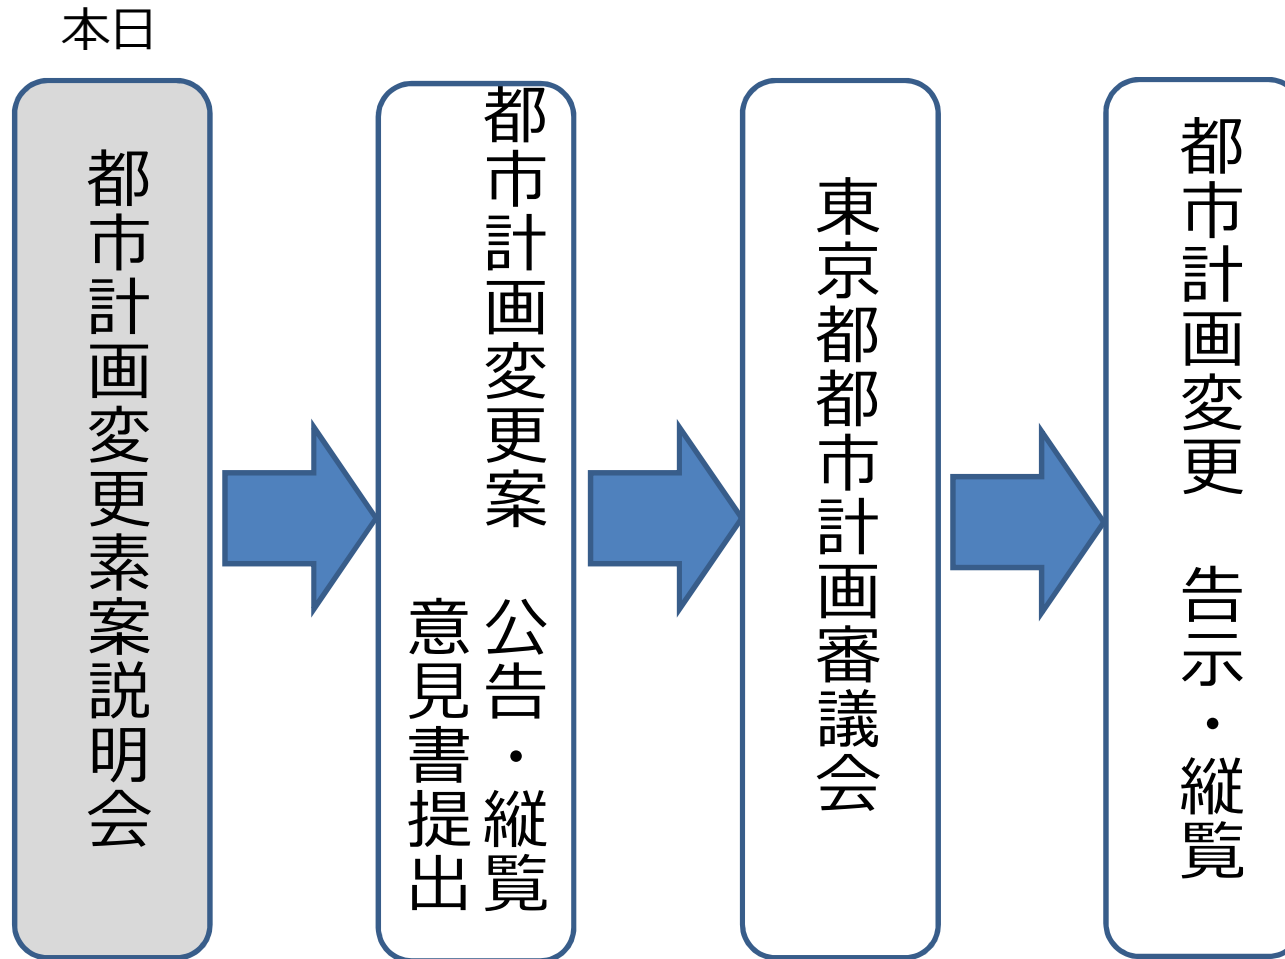 本日
都市計画変更素案説明会
都市計画変更案　公告・縦覧
意見書提出
東京都都市計画審議会
都市計画変更　告示・縦覧